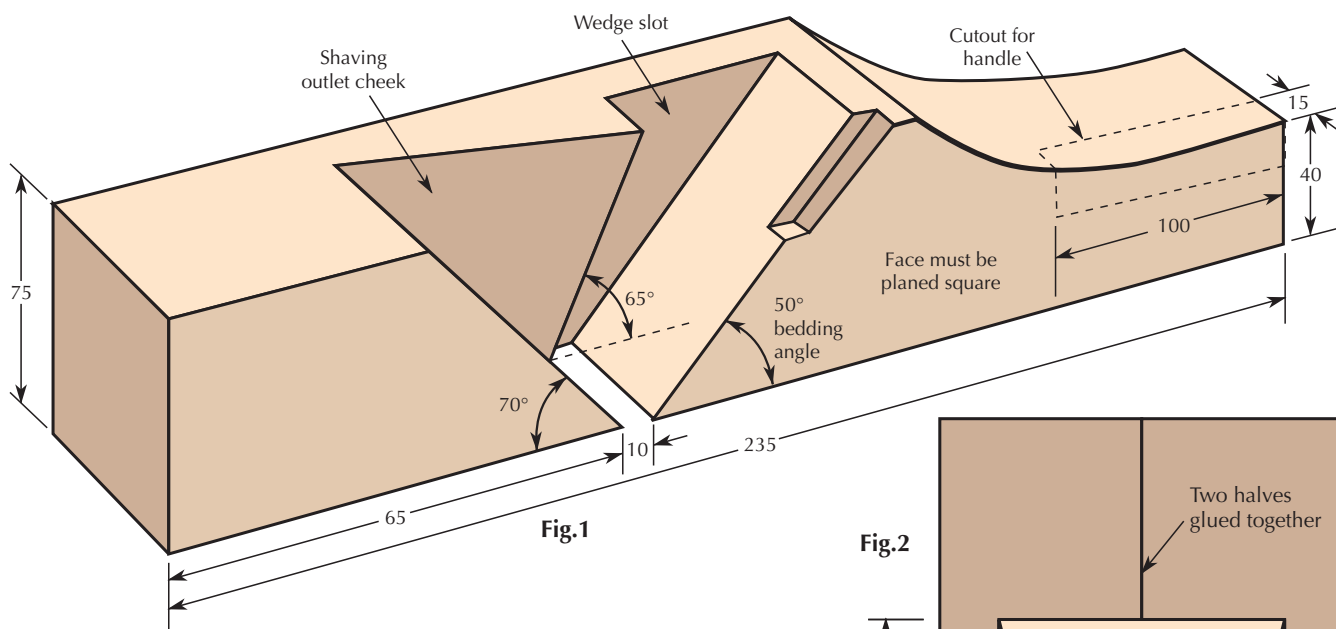 Wedge slot
Shaving
outlet cheek
Cutout for
handle
15
40
75
100
Face must be
planed square
65°
50°
bedding
angle
70°
10
235
65
Fig.1
Fig.2
Two halves
glued together